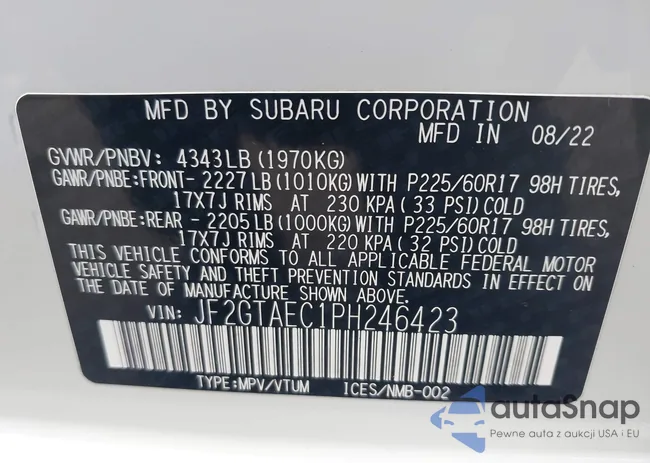 MFD BY SUBARU CORPORATION
MFD IN 08/22
GVWR/PNBV: 4343LB (1970KG)
GAWR/PNBE:FRONT- 2227LB (1010KG) WITH P225/60R17 98H TIRES,
17X7J RIMS AT 230 KPA (33 PSI) COLD
GAWR/PNBE:REAR - 2205LB (1000KG) WITH P225/60R17 98H TIRES,
17X7J RIMS AT 220 KPA (32 PSI) COLD
THIS VEHICLE CONFORMS TO ALL APPLICABLE FEDERAL MOTOR
VEHICLE SAFETY AND THEFT PREVENTION STANDARDS IN EFFECT ON
THE DATE OF MANUFACTURE SHOWN ABOVE.
VIN: JF2GTAEC1PH246423
TYPE:MPV/VTUM ICES/NMB-002
autaSnap
Pewne auta z aukcji USA i EU